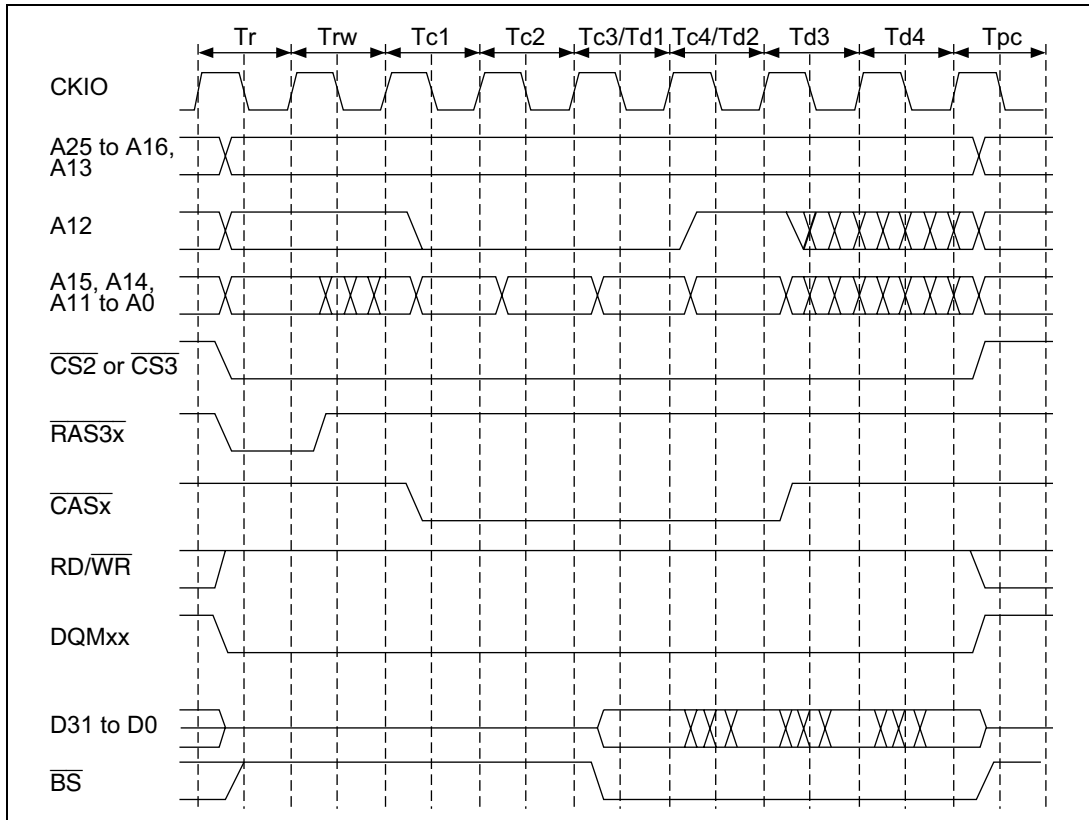 Tr Trw Tc1 Tc2 Tc3/Td1 Tc4/Td2 Td3 Td4 Tpc
CKIO
A25 to A16,
A13
A12
A15, A14,
A11 to A0
CS2 or CS3
RAS3x
CASx
RD/WR
DQMxx
D31 to D0
BS